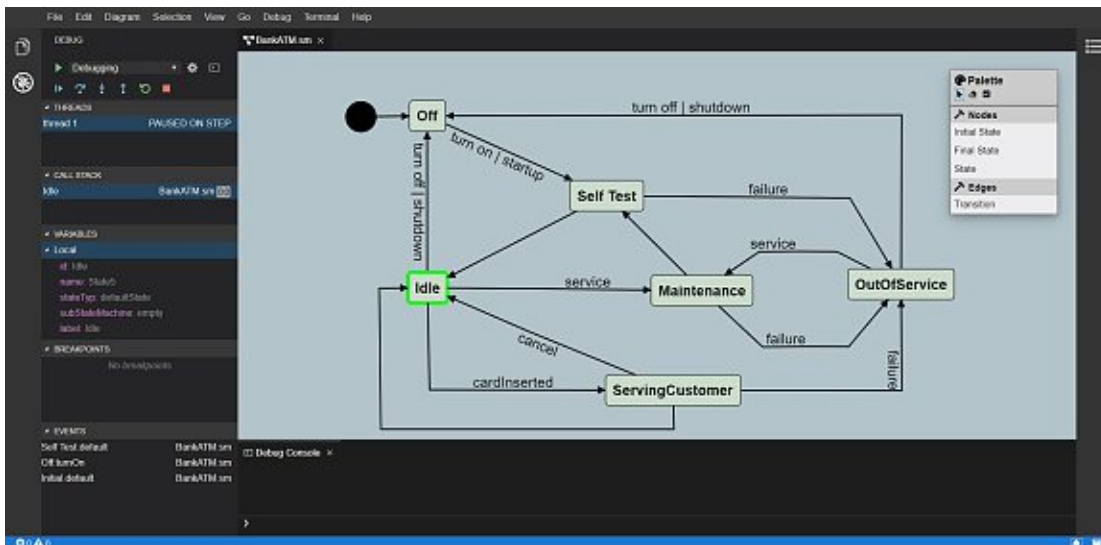 File Edit Diagram Selection View Go Debug Terminal Help
DEBUG
Debugging
THREADS
thread 1 PAUSED ON STEP
CALL STACK
Idle BankATM.sm
VARIABLES
Local
id: Idle
name: State5
stateTyp: defaultState
subStateMachine: empty
label: Idle
BREAKPOINTS
No breakpoints
EVENTS
Self Test.default BankATM.sm
Off.turnOn BankATM.sm
Initial.default BankATM.sm
BankATM.sm ×
Off
turn off | shutdown
turn on | startup
turn off | shutdown
Self Test
failure
service
Idle
service
Maintenance
OutOfService
failure
cancel
cardInserted
ServingCustomer
failure
Palette
Nodes
Initial State
Final State
State
Edges
Transition
Debug Console ×